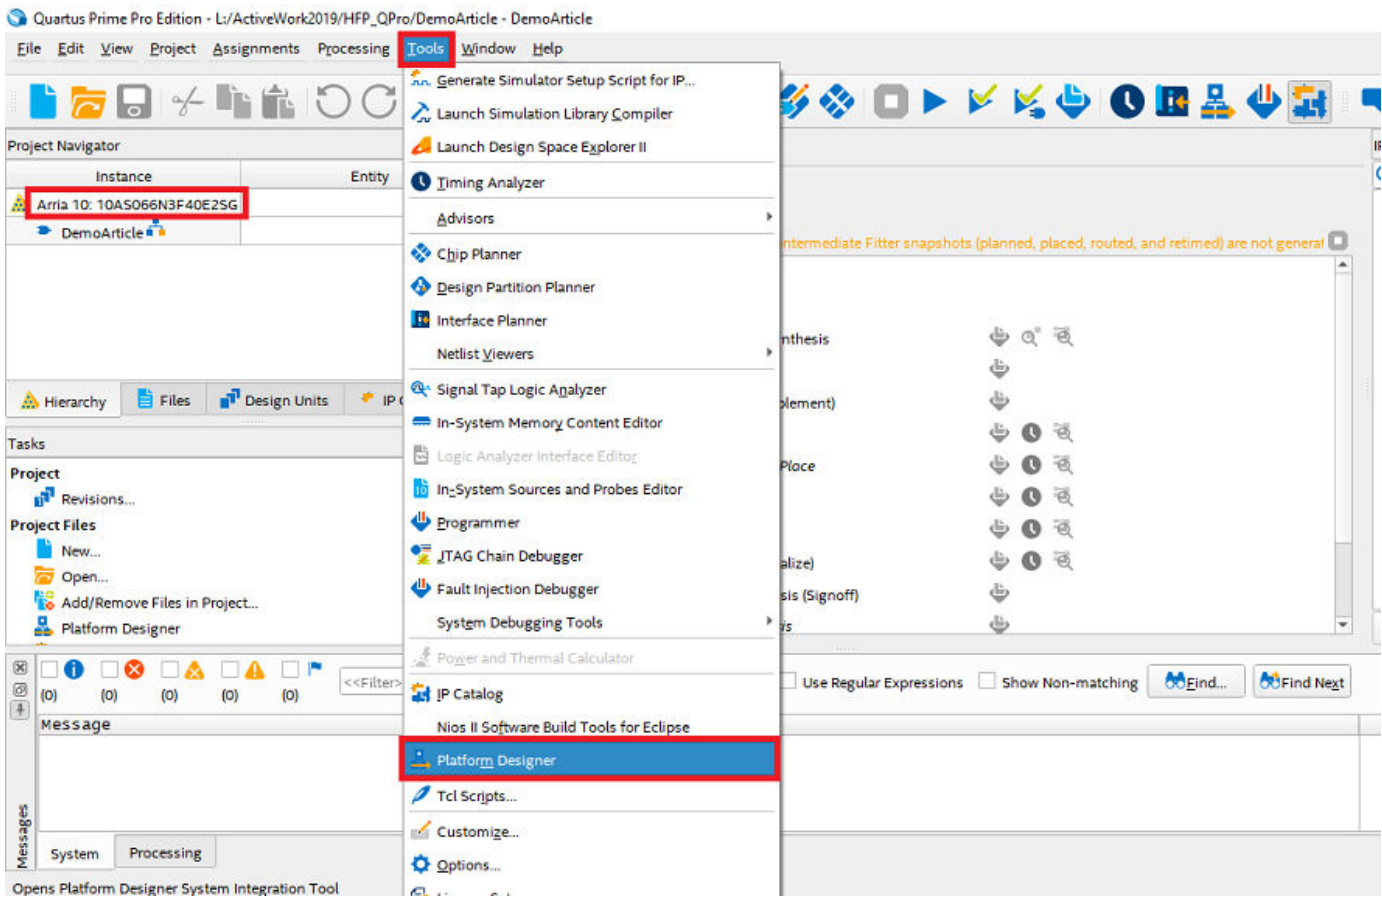 Quartus Prime Pro Edition - L:/ActiveWork2019/HFP_QPro/DemoArticle - DemoArticle
File Edit View Project Assignments Processing Tools Window Help
Project Navigator
Instance Entity
Arria 10: 10AS066N3F40E2SG
DemoArticle
Hierarchy Files Design Units IP
Tasks
Project
Revisions...
Project Files
New...
Open...
Add/Remove Files in Project...
Platform Designer
Generate Simulator Setup Script for IP...
Launch Simulation Library Compiler
Launch Design Space Explorer II
Timing Analyzer
Advisors
Chip Planner
Design Partition Planner
Interface Planner
Netlist Viewers
Signal Tap Logic Analyzer
In-System Memory Content Editor
Logic Analyzer Interface Editor
In-System Sources and Probes Editor
Programmer
JTAG Chain Debugger
Fault Injection Debugger
System Debugging Tools
Power and Thermal Calculator
IP Catalog
Nios II Software Build Tools for Eclipse
Platform Designer
Tcl Scripts...
Customize...
Options...
ntermediate Fitter snapshots (planned, placed, routed, and retimed) are not generat
nthesis
plement)
Place
alize)
sis (Signoff)
is
(0) (0) (0) (0) (0)
<<Filter>
Use Regular Expressions Show Non-matching Find... Find Next
Message
Messages
System Processing
Opens Platform Designer System Integration Tool